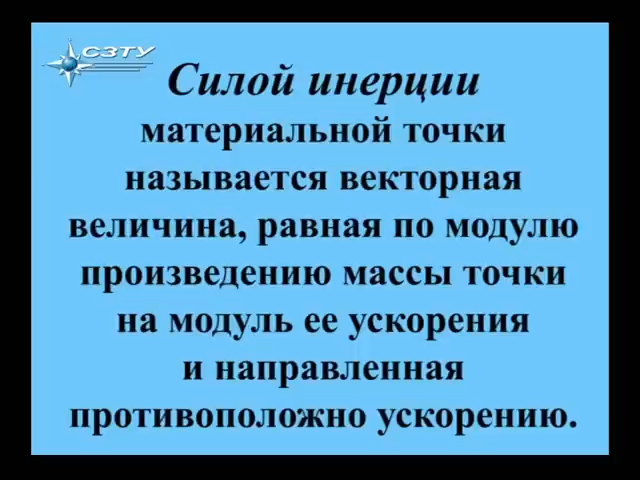 СЗТУ
Силой инерции
материальной точки
называется векторная
величина, равная по модулю
произведению массы точки
на модуль ее ускорения
и направленная
противоположно ускорению.